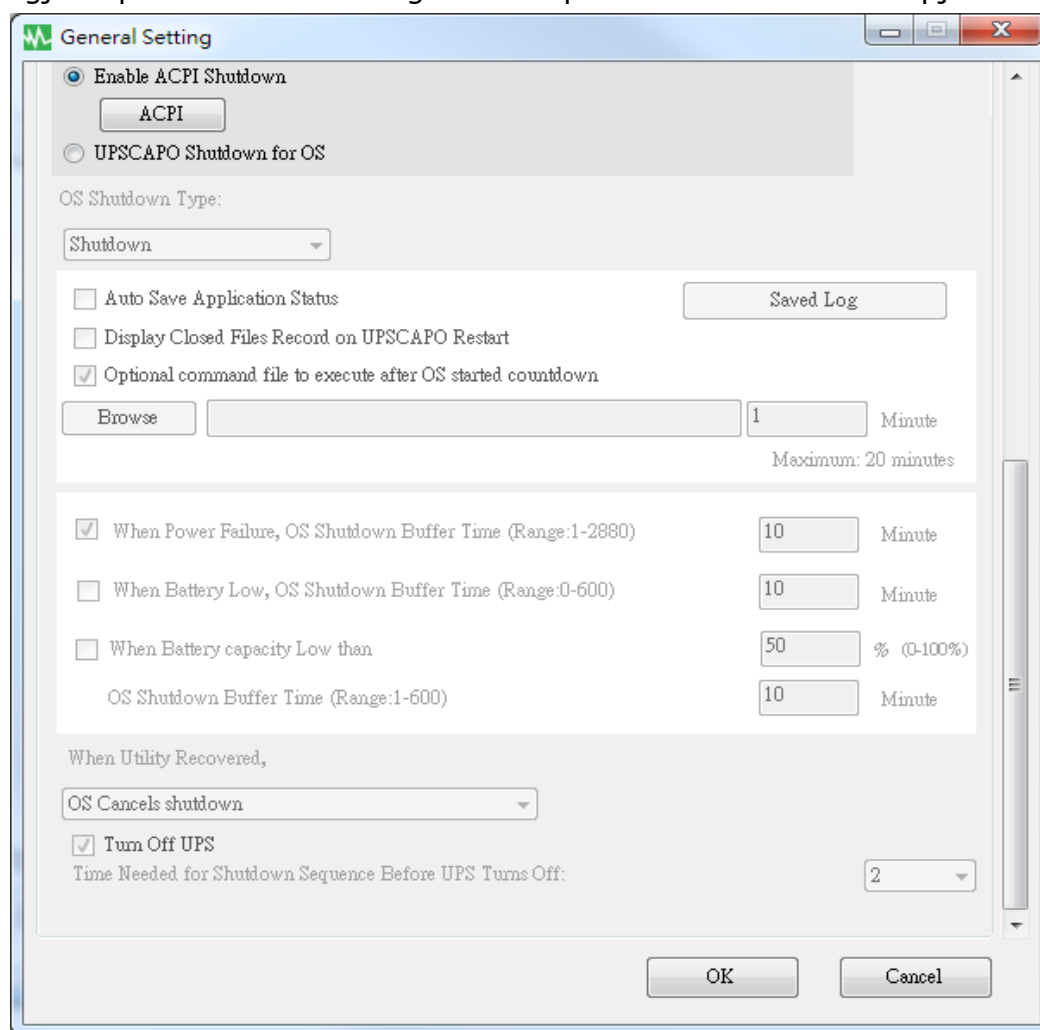 General Setting
Enable ACPI Shutdown
ACPI
UPSCAPO Shutdown for OS
OS Shutdown Type:
Shutdown
Auto Save Application Status
Saved Log
Display Closed Files Record on UPSCAPO Restart
Optional command file to execute after OS started countdown
Browse
1
Minute
Maximum: 20 minutes
When Power Failure, OS Shutdown Buffer Time (Range:1-2880)
10
Minute
When Battery Low, OS Shutdown Buffer Time (Range:0-600)
10
Minute
When Battery capacity Low than
50
% (0-100%)
OS Shutdown Buffer Time (Range:1-600)
10
Minute
When Utility Recovered,
OS Cancels shutdown
Turn Off UPS
Time Needed for Shutdown Sequence Before UPS Turns Off:
2
OK
Cancel